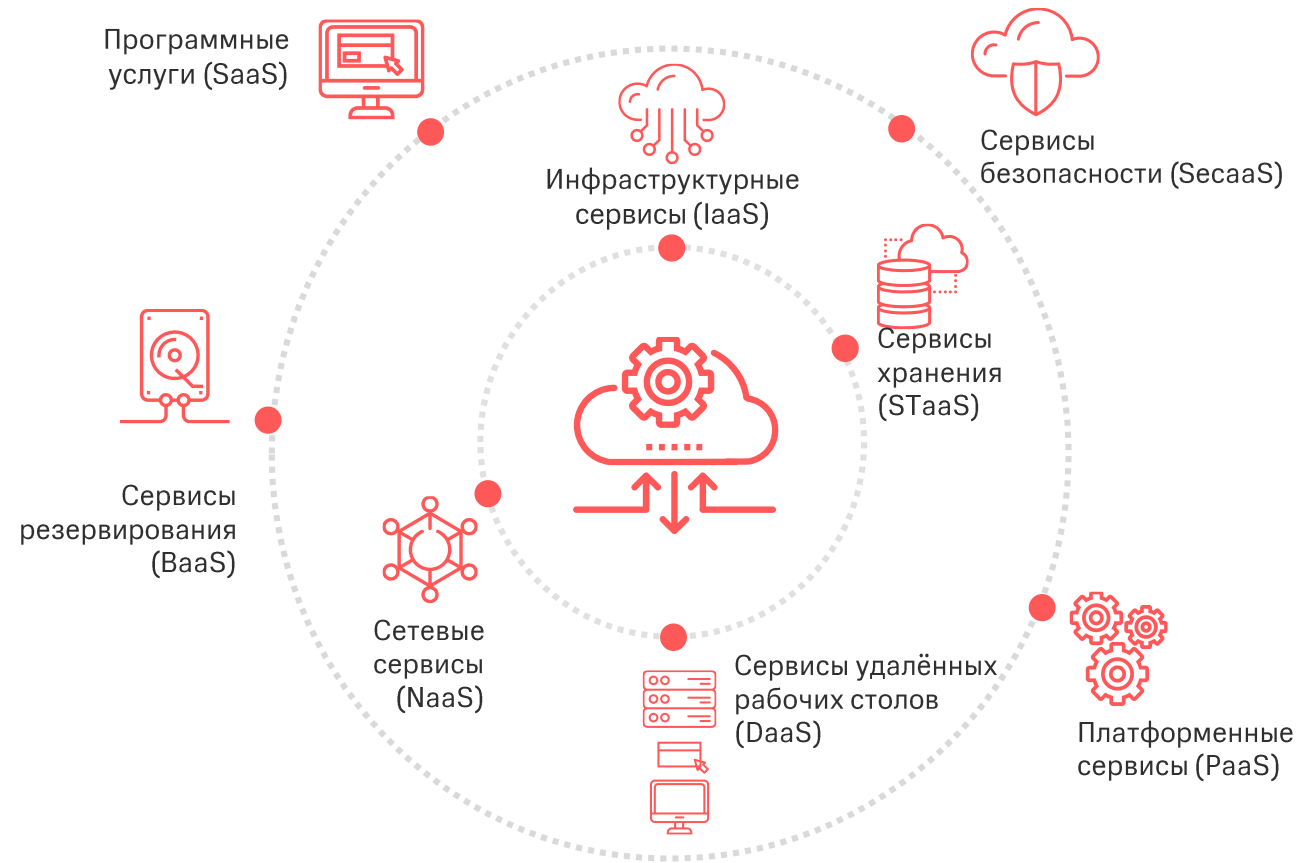 Программные
услуги (SaaS)
Инфраструктурные
сервисы (IaaS)
Сервисы
безопасности (SecaaS)
Сервисы
хранения
(STaaS)
Сервисы
резервирования
(BaaS)
Сетевые
сервисы
(NaaS)
Сервисы удалённых
рабочих столов
(DaaS)
Платформенные
сервисы (PaaS)